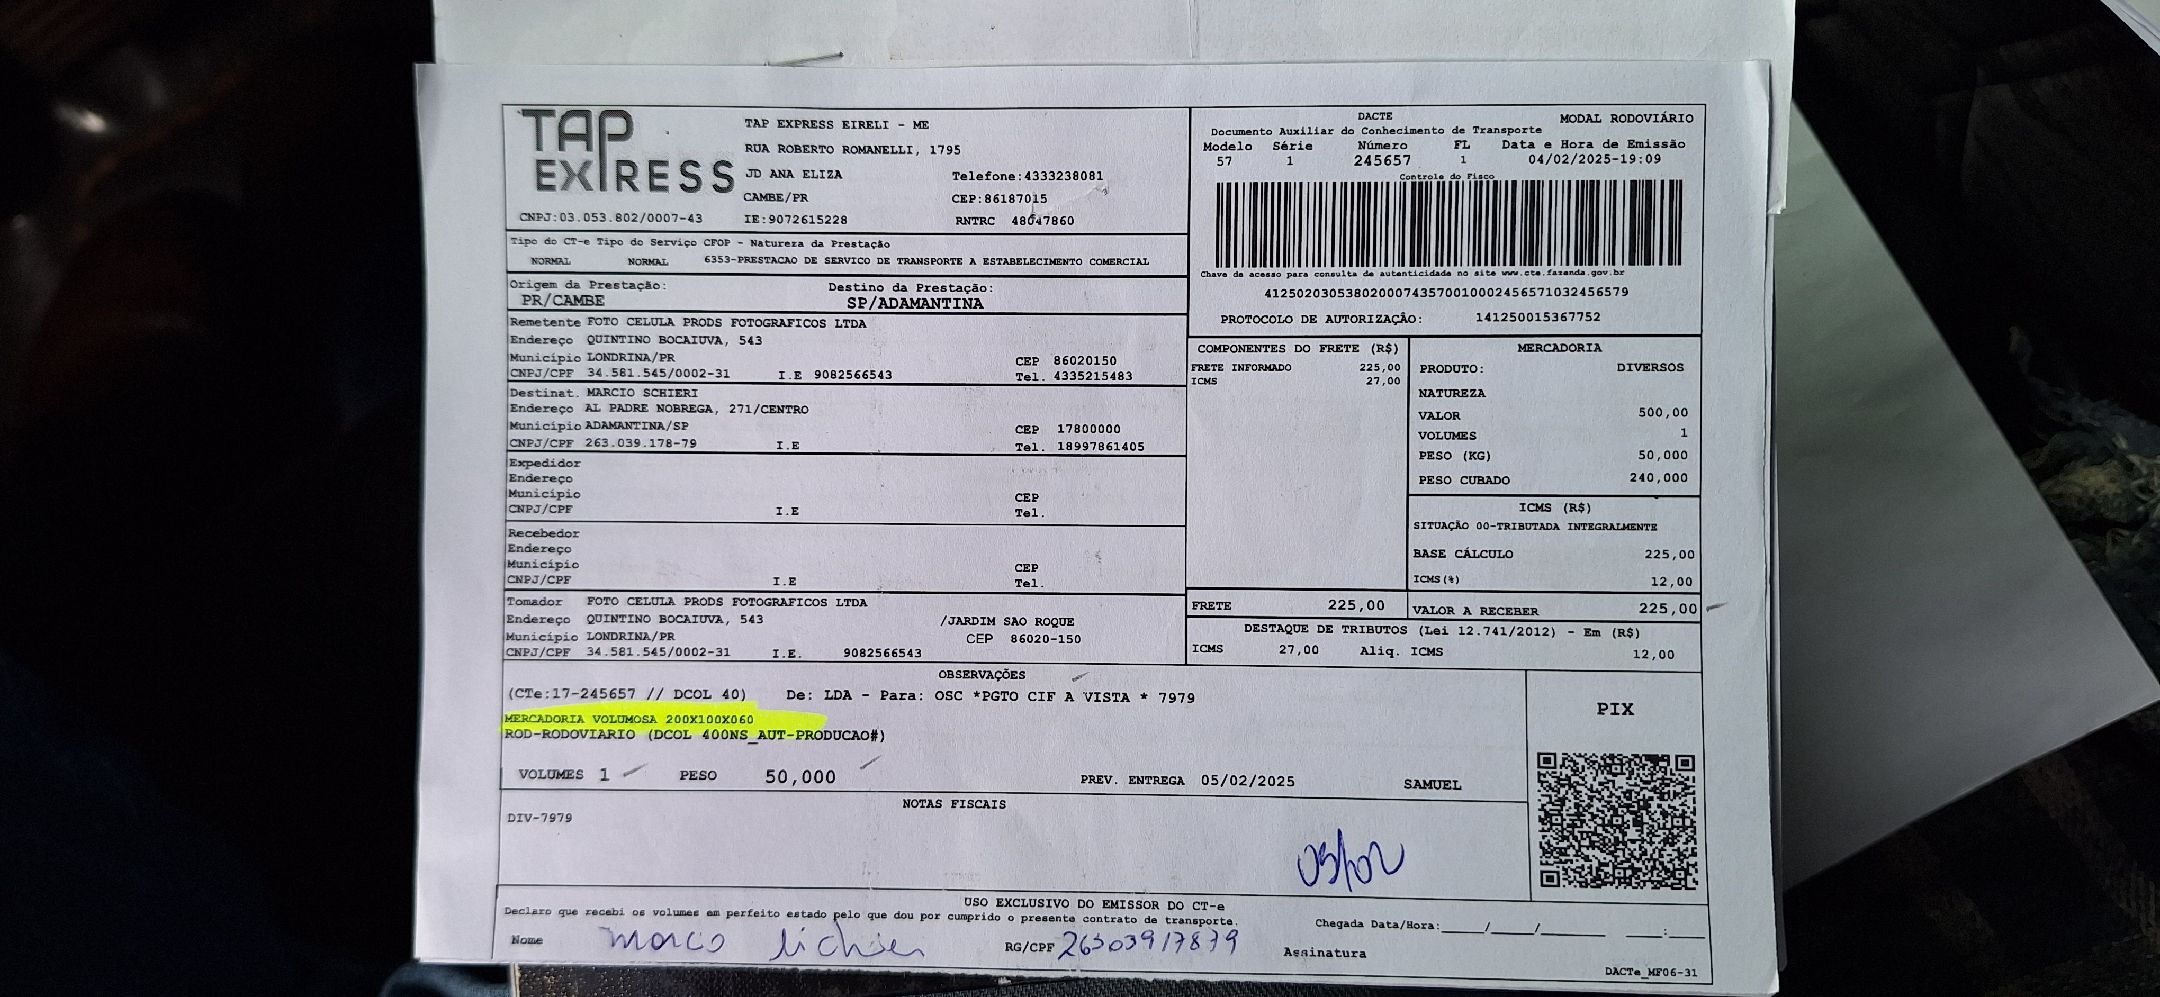 TAP EXPRESS
TAP EXPRESS EIRELI - ME
RUA ROBERTO ROMANELLI, 1795
JD ANA ELIZA Telefone:4333238081
CAMBE/PR CEP:86187015
CNPJ:03.053.802/0007-43 IE:9072615228 RNTRC 48047860
DACTE MODAL RODOVIÁRIO
Documento Auxiliar do Conhecimento de Transporte
Modelo Série Número FL Data e Hora de Emissão
57 1 245657 1 04/02/2025-19:09
Controle do Fisco
Chave de acesso para consulta de autenticidade no site www.cte.fazenda.gov.br
41250203053802000743570010002456571032456579
PROTOCOLO DE AUTORIZAÇÃO: 141250015367752
Tipo do CT-e Tipo do Serviço CFOP - Natureza da Prestação
NORMAL NORMAL 6353-PRESTACAO DE SERVICO DE TRANSPORTE A ESTABELECIMENTO COMERCIAL
Origem da Prestação: Destino da Prestação:
PR/CAMBE SP/ADAMANTINA
Remetente FOTO CELULA PRODS FOTOGRAFICOS LTDA
Endereço QUINTINO BOCAIUVA, 543
Município LONDRINA/PR CEP 86020150
CNPJ/CPF 34.581.545/0002-31 I.E 9082566543 Tel. 4335215483
Destinat. MARCIO SCHIERI
Endereço AL PADRE NOBREGA, 271/CENTRO
Município ADAMANTINA/SP CEP 17800000
CNPJ/CPF 263.039.178-79 I.E Tel. 18997861405
Expedidor
Endereço
Município CEP
CNPJ/CPF I.E Tel.
Recebedor
Endereço
Município CEP
CNPJ/CPF I.E Tel.
Tomador FOTO CELULA PRODS FOTOGRAFICOS LTDA
Endereço QUINTINO BOCAIUVA, 543 /JARDIM SAO ROQUE
Município LONDRINA/PR CEP 86020-150
CNPJ/CPF 34.581.545/0002-31 I.E. 9082566543
COMPONENTES DO FRETE (R$)
FRETE INFORMADO 225,00
ICMS 27,00
MERCADORIA
PRODUTO: DIVERSOS
NATUREZA
VALOR 500,00
VOLUMES 1
PESO (KG) 50,000
PESO CUBADO 240,000
ICMS (R$)
SITUAÇÃO 00-TRIBUTADA INTEGRALMENTE
BASE CÁLCULO 225,00
ICMS(%) 12,00
FRETE 225,00 VALOR A RECEBER 225,00
DESTAQUE DE TRIBUTOS (Lei 12.741/2012) - Em (R$)
ICMS 27,00 Aliq. ICMS 12,00
OBSERVAÇÕES
(CTe:17-245657 // DCOL 40) De: LDA - Para: OSC *PGTO CIF A VISTA * 7979
MERCADORIA VOLUMOSA 200X100X060
ROD-RODOVIARIO (DCOL 400NS_AUT-PRODUCAO#)
VOLUMES 1 PESO 50,000 PREV. ENTREGA 05/02/2025 SAMUEL
PIX
NOTAS FISCAIS
DIV-7979
05/02
USO EXCLUSIVO DO EMISSOR DO CT-e
Declaro que recebi os volumes em perfeito estado pelo que dou por cumprido o presente contrato de transporte.
Chegada Data/Hora:____/____/______ ____:____
Nome marco RG/CPF 26303917879 Assinatura
DACTe_MF06-31